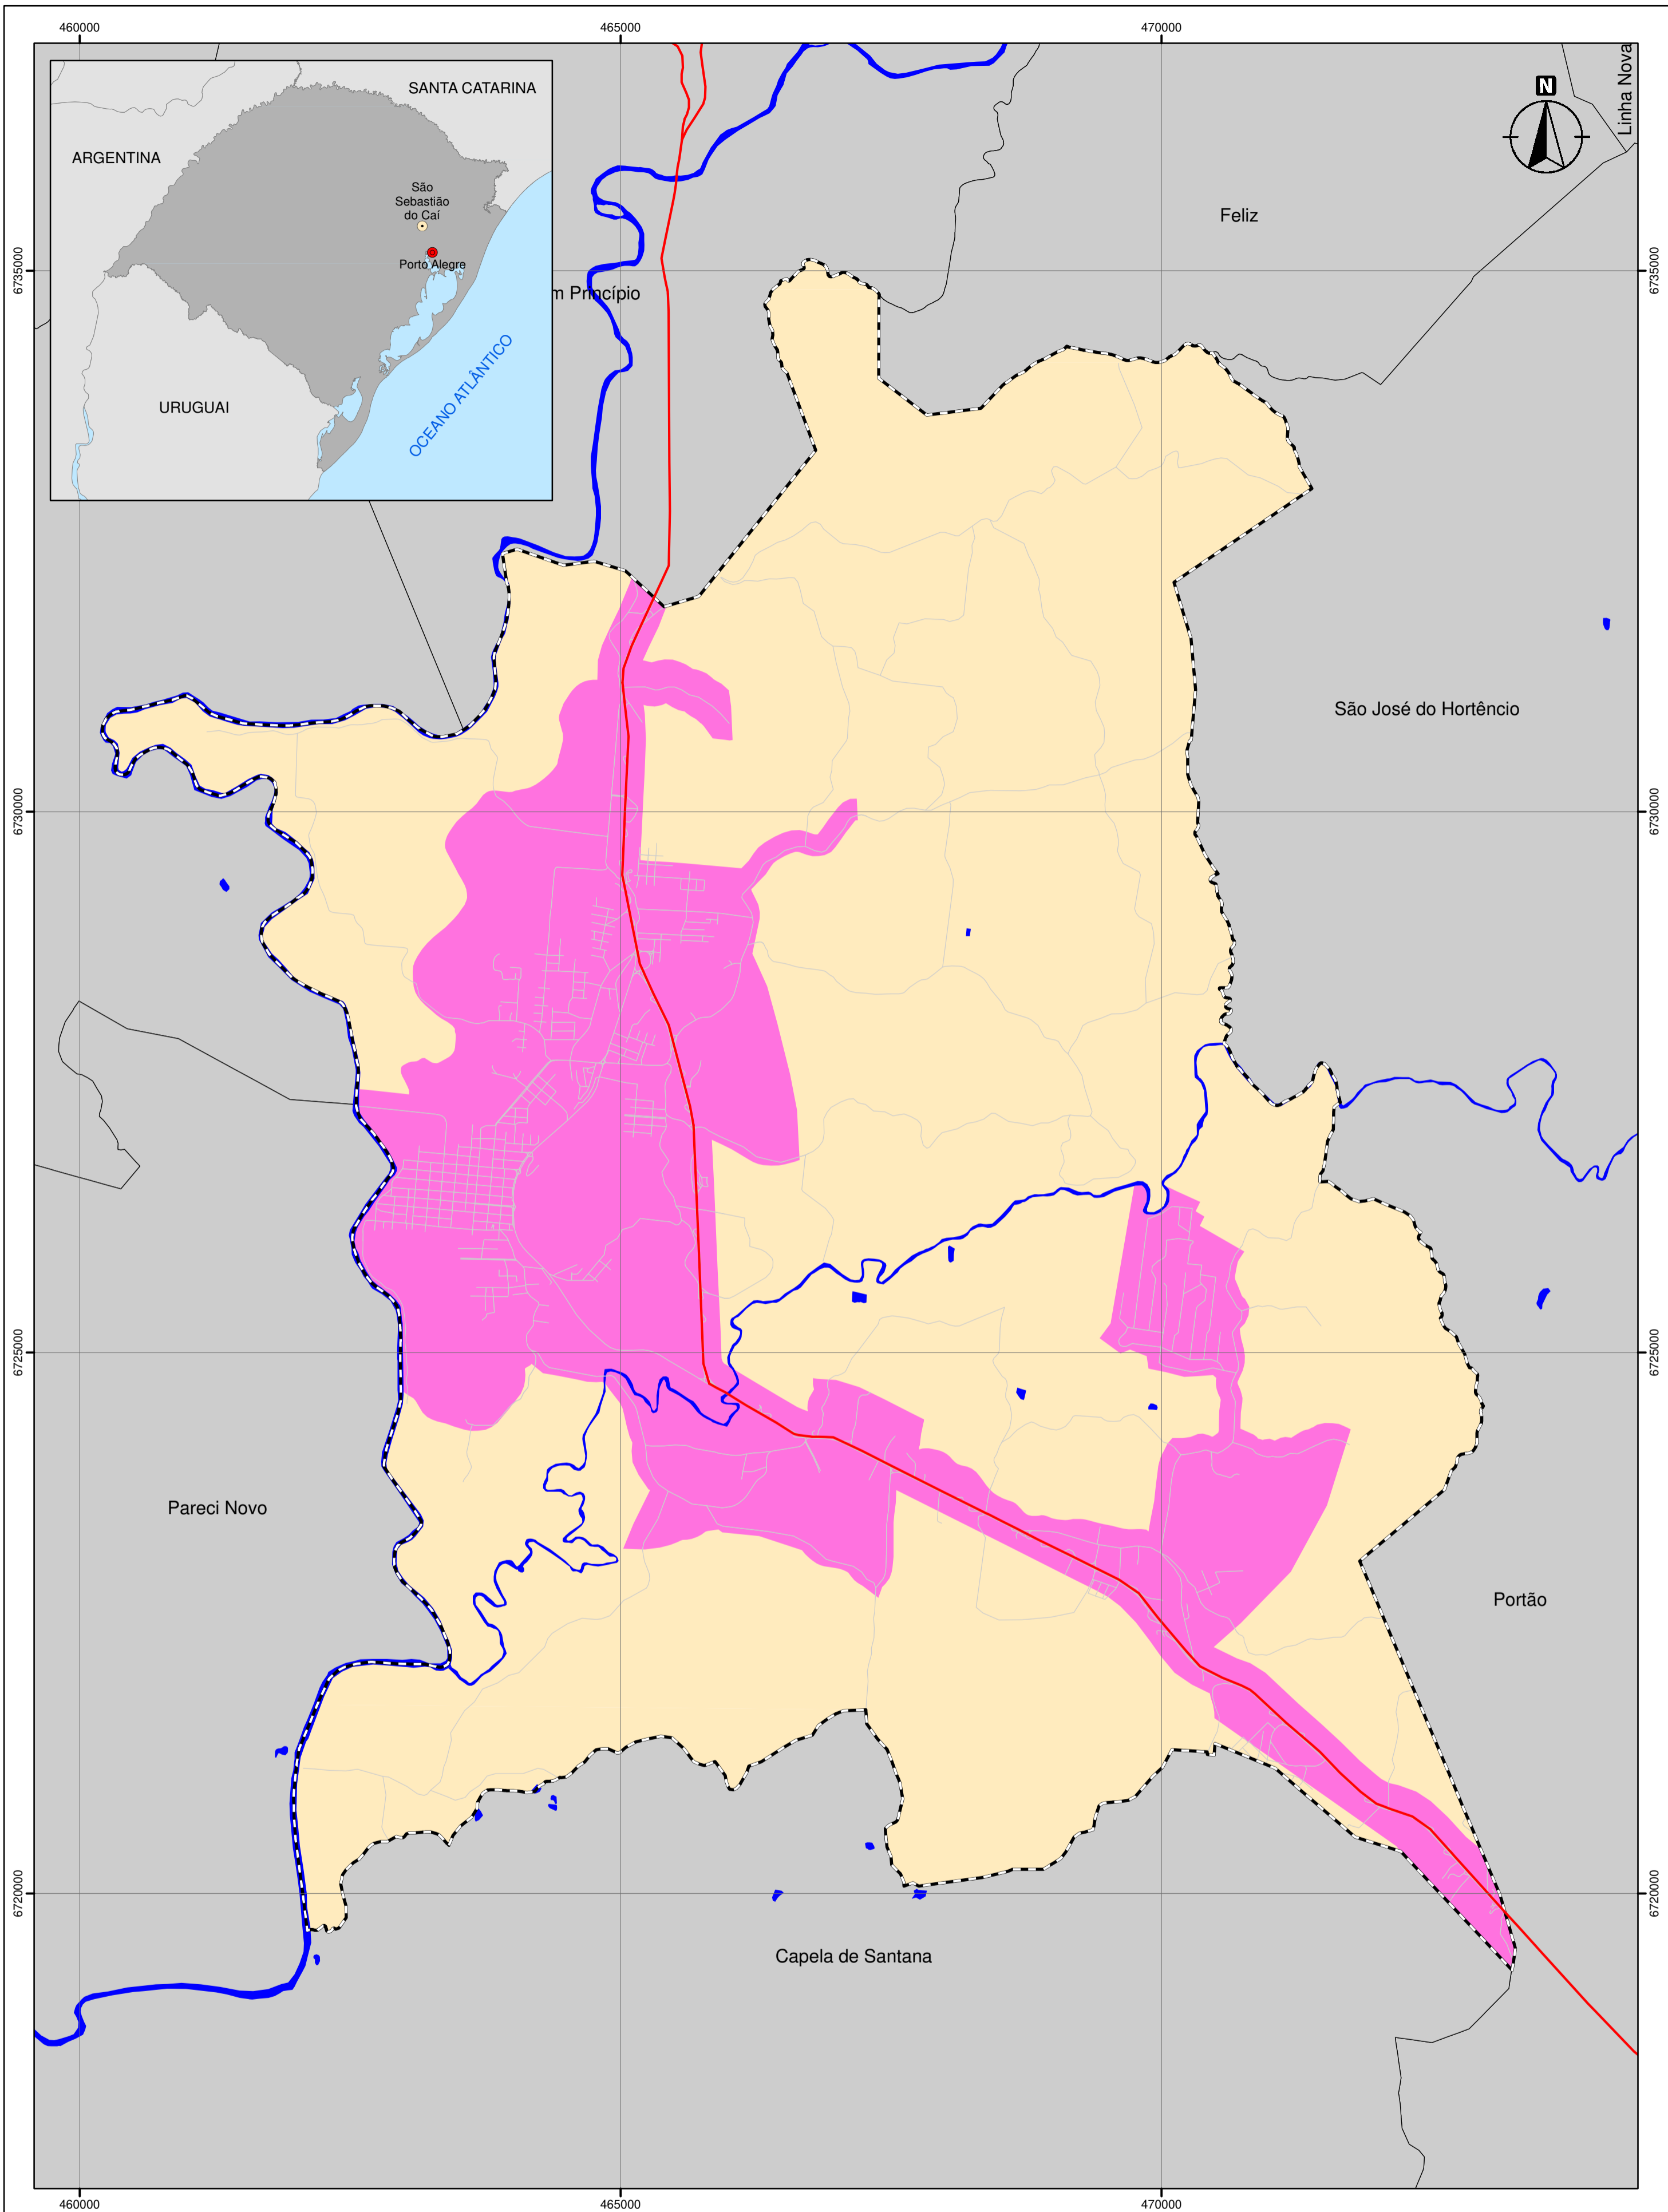 460000
465000
470000
SANTA CATARINA
ARGENTINA
São
Sebastião
do Caí
Porto Alegre
URUGUAI
OCEANO ATLÂNTICO
N
Linha Nova
Feliz
6735000
6735000
m Princípio
São José do Hortêncio
6730000
6730000
6725000
6725000
Pareci Novo
Portão
6720000
6720000
Capela de Santana
460000
465000
470000